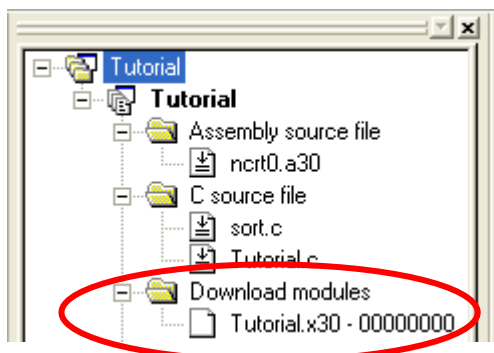 Tutorial
Tutorial
Assembly source file
ncrt0.a30
C source file
sort.c
Tutorial.c
Download modules
Tutorial.x30 - 00000000